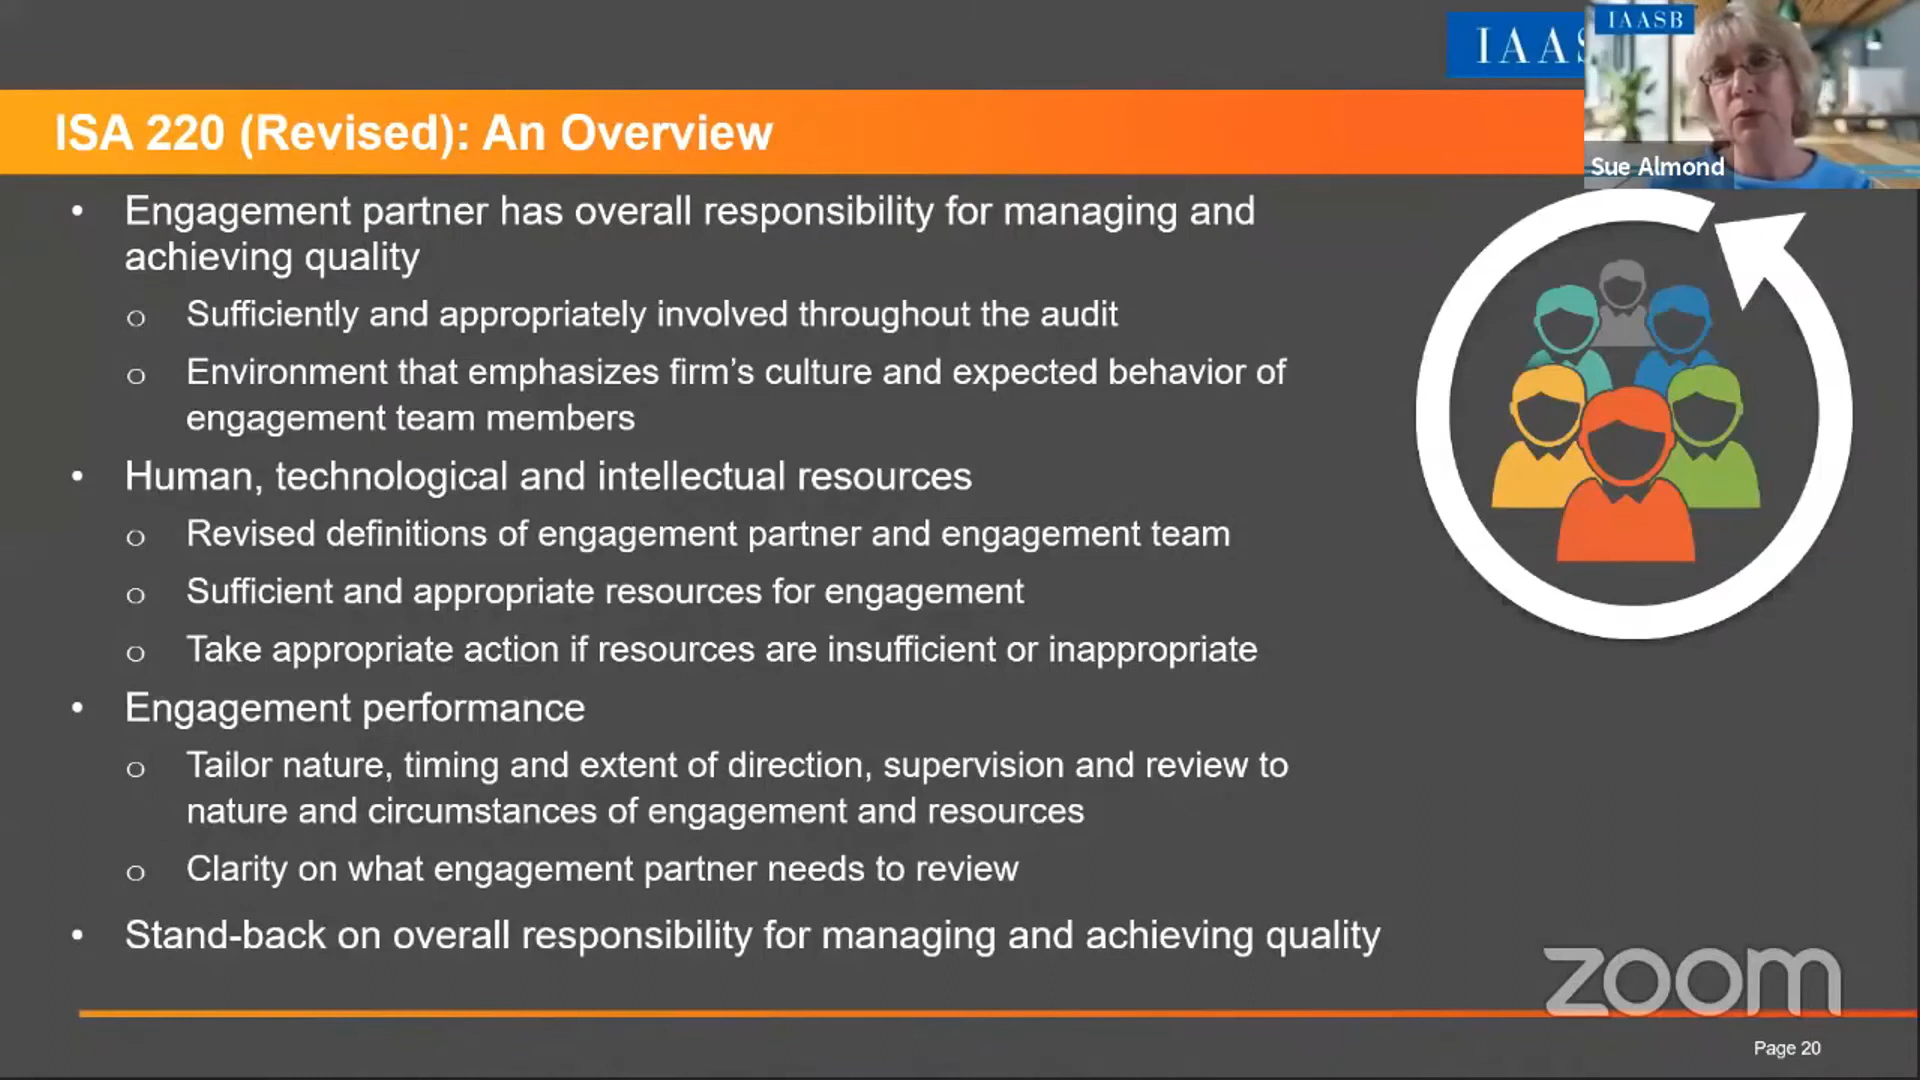 IAAS
IAASB
Sue Almond
ISA 220 (Revised): An Overview
• Engagement partner has overall responsibility for managing and
achieving quality
o Sufficiently and appropriately involved throughout the audit
o Environment that emphasizes firm’s culture and expected behavior of
engagement team members
• Human, technological and intellectual resources
o Revised definitions of engagement partner and engagement team
o Sufficient and appropriate resources for engagement
o Take appropriate action if resources are insufficient or inappropriate
• Engagement performance
o Tailor nature, timing and extent of direction, supervision and review to
nature and circumstances of engagement and resources
o Clarity on what engagement partner needs to review
• Stand-back on overall responsibility for managing and achieving quality
zoom
Page 20